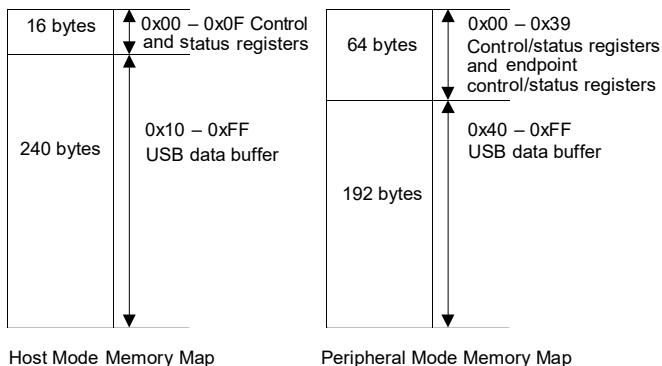 16 bytes
0x00 – 0x0F Control
and status registers
240 bytes
0x10 – 0xFF
USB data buffer
Host Mode Memory Map
64 bytes
0x00 – 0x39
Control/status registers
and endpoint
control/status registers
192 bytes
0x40 – 0xFF
USB data buffer
Peripheral Mode Memory Map